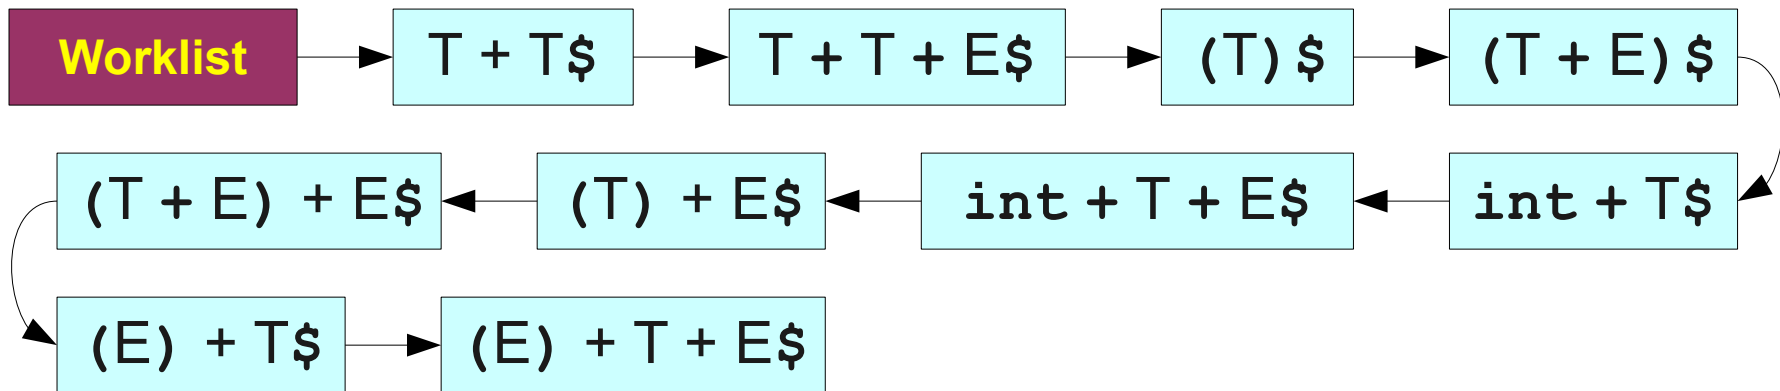 Worklist T + T$ T + T + E$ (T)$ (T + E)$
(T + E) + E$ (T) + E$ int + T + E$ int + T$
(E) + T$ (E) + T + E$